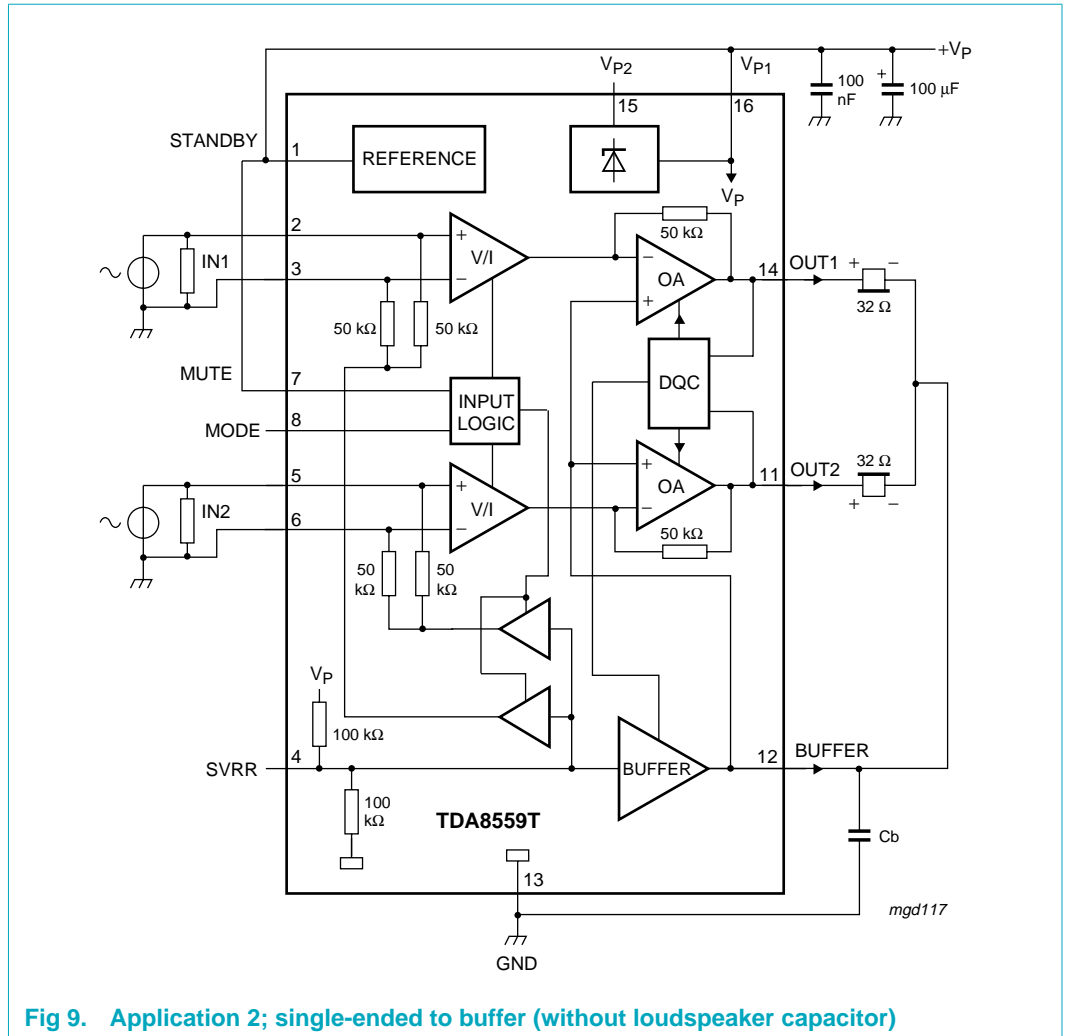 +VP
VP2
VP1
100
nF
+
100 µF
15
16
STANDBY
1
REFERENCE
VP
2
+
50 kΩ
V/I
IN1
3
−
−
OA
14
OUT1
+
−
+
32 Ω
50 kΩ
50 kΩ
MUTE
7
INPUT
LOGIC
DQC
MODE
8
5
+
+
32 Ω
OUT2
IN2
V/I
OA
11
6
−
−
+
−
50 kΩ
50
kΩ
50
kΩ
VP
100 kΩ
BUFFER
4
12
SVRR
BUFFER
100
kΩ
TDA8559T
Cb
13
mgd117
GND
Fig 9. Application 2; single-ended to buffer (without loudspeaker capacitor)